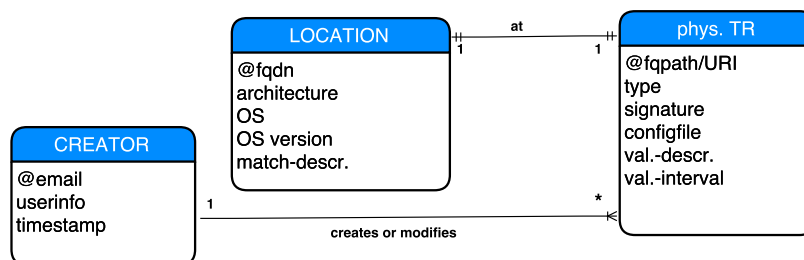 LOCATION
@fqdn
architecture
OS
OS version
match-descr.
at
1
1
phys. TR
@fqpath/URI
type
signature
configfile
val.-descr.
val.-interval
CREATOR
@email
userinfo
timestamp
1
*
creates or modifies